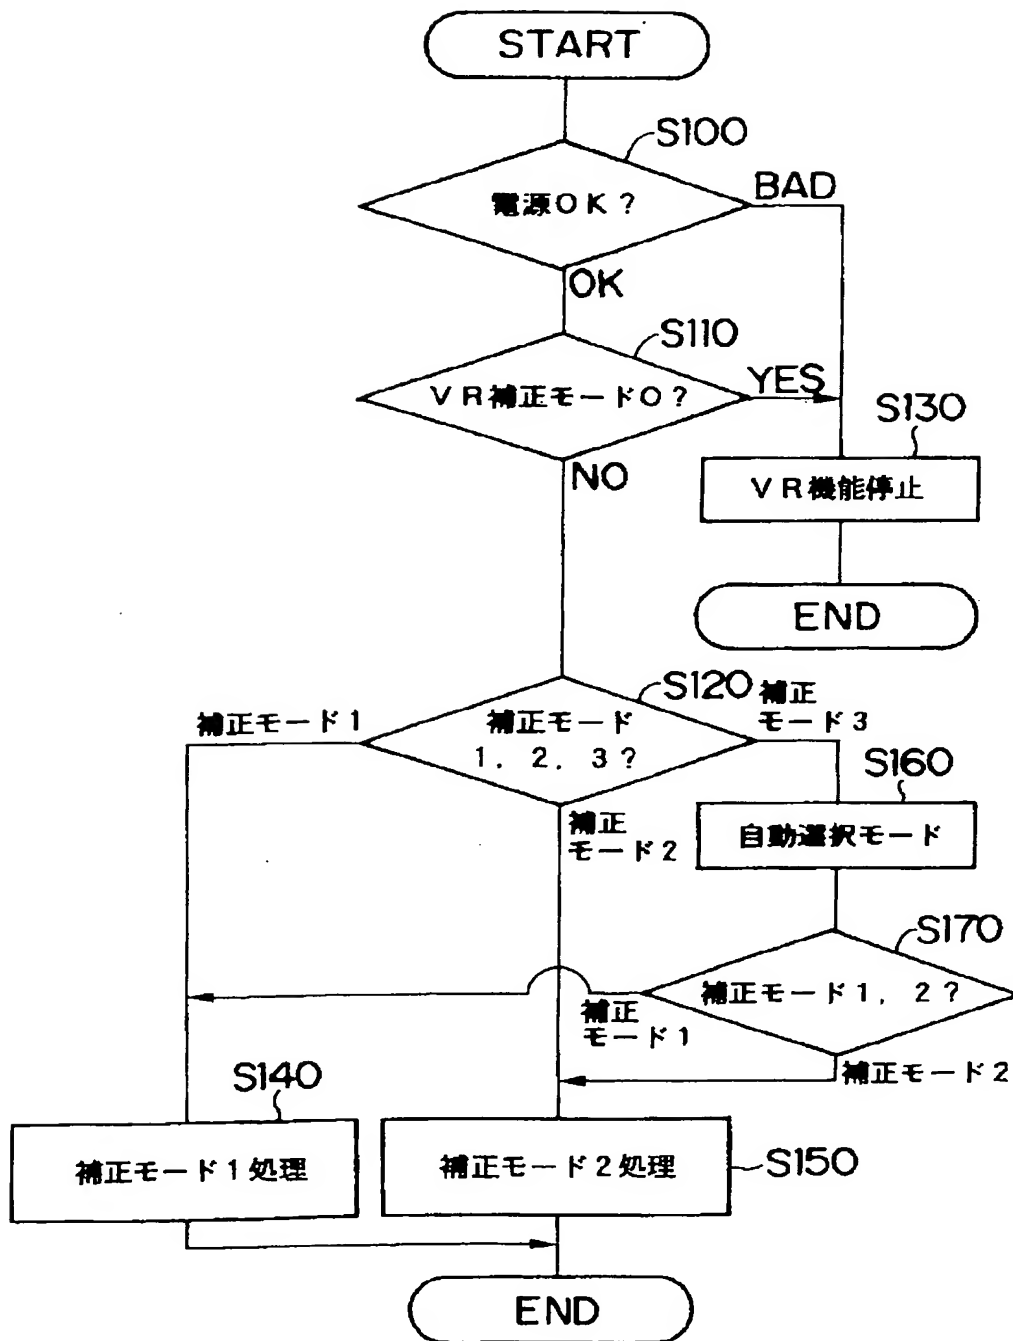 START
S100
電源OK?
BAD
OK
S110
VR補正モード0?
YES
NO
S130
VR機能停止
END
S120
補正モード1
補正モード
1, 2, 3?
補正
モード3
S160
補正
モード2
自動選択モード
S170
補正モード1, 2?
補正
モード1
補正モード2
S140
補正モード1処理
補正モード2処理
S150
END